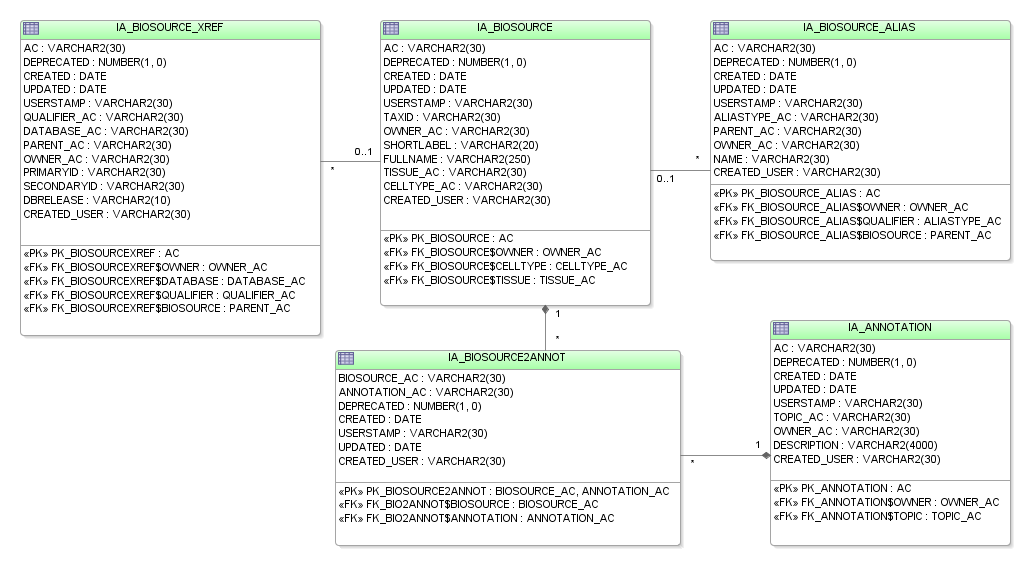 IA_BIOSOURCE_XREF
AC : VARCHAR2(30)
DEPRECATED : NUMBER(1, 0)
CREATED : DATE
UPDATED : DATE
USERSTAMP : VARCHAR2(30)
QUALIFIER_AC : VARCHAR2(30)
DATABASE_AC : VARCHAR2(30)
PARENT_AC : VARCHAR2(30)
OWNER_AC : VARCHAR2(30)
PRIMARYID : VARCHAR2(30)
SECONDARYID : VARCHAR2(30)
DBRELEASE : VARCHAR2(10)
CREATED_USER : VARCHAR2(30)
«PK» PK_BIOSOURCEXREF : AC
«FK» FK_BIOSOURCEXREF$OWNER : OWNER_AC
«FK» FK_BIOSOURCEXREF$DATABASE : DATABASE_AC
«FK» FK_BIOSOURCEXREF$QUALIFIER : QUALIFIER_AC
«FK» FK_BIOSOURCEXREF$BIOSOURCE : PARENT_AC
0..1
*
IA_BIOSOURCE
AC : VARCHAR2(30)
DEPRECATED : NUMBER(1, 0)
CREATED : DATE
UPDATED : DATE
USERSTAMP : VARCHAR2(30)
TAXID : VARCHAR2(30)
OWNER_AC : VARCHAR2(30)
SHORTLABEL : VARCHAR2(20)
FULLNAME : VARCHAR2(250)
TISSUE_AC : VARCHAR2(30)
CELLTYPE_AC : VARCHAR2(30)
CREATED_USER : VARCHAR2(30)
«PK» PK_BIOSOURCE : AC
«FK» FK_BIOSOURCE$OWNER : OWNER_AC
«FK» FK_BIOSOURCE$CELLTYPE : CELLTYPE_AC
«FK» FK_BIOSOURCE$TISSUE : TISSUE_AC
*
0..1
IA_BIOSOURCE_ALIAS
AC : VARCHAR2(30)
DEPRECATED : NUMBER(1, 0)
CREATED : DATE
UPDATED : DATE
USERSTAMP : VARCHAR2(30)
ALIASTYPE_AC : VARCHAR2(30)
PARENT_AC : VARCHAR2(30)
OWNER_AC : VARCHAR2(30)
NAME : VARCHAR2(30)
CREATED_USER : VARCHAR2(30)
«PK» PK_BIOSOURCE_ALIAS : AC
«FK» FK_BIOSOURCE_ALIAS$OWNER : OWNER_AC
«FK» FK_BIOSOURCE_ALIAS$QUALIFIER : ALIASTYPE_AC
«FK» FK_BIOSOURCE_ALIAS$BIOSOURCE : PARENT_AC
1
*
IA_BIOSOURCE2ANNOT
BIOSOURCE_AC : VARCHAR2(30)
ANNOTATION_AC : VARCHAR2(30)
DEPRECATED : NUMBER(1, 0)
CREATED : DATE
USERSTAMP : VARCHAR2(30)
UPDATED : DATE
CREATED_USER : VARCHAR2(30)
«PK» PK_BIOSOURCE2ANNOT : BIOSOURCE_AC, ANNOTATION_AC
«FK» FK_BIO2ANNOT$BIOSOURCE : BIOSOURCE_AC
«FK» FK_BIO2ANNOT$ANNOTATION : ANNOTATION_AC
1
*
IA_ANNOTATION
AC : VARCHAR2(30)
DEPRECATED : NUMBER(1, 0)
CREATED : DATE
UPDATED : DATE
USERSTAMP : VARCHAR2(30)
TOPIC_AC : VARCHAR2(30)
OWNER_AC : VARCHAR2(30)
DESCRIPTION : VARCHAR2(4000)
CREATED_USER : VARCHAR2(30)
«PK» PK_ANNOTATION : AC
«FK» FK_ANNOTATION$OWNER : OWNER_AC
«FK» FK_ANNOTATION$TOPIC : TOPIC_AC